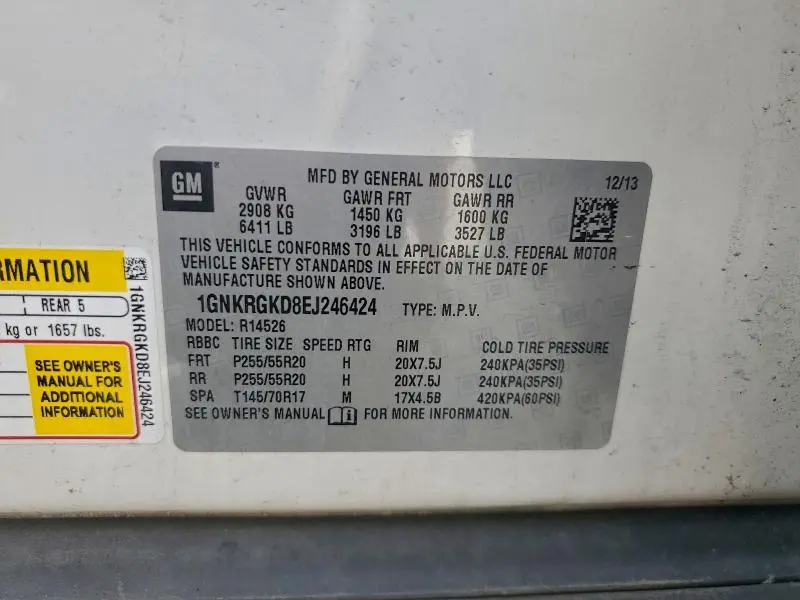 GM
MFD BY GENERAL MOTORS LLC 12/13
GVWR GAWR FRT GAWR RR
2908 KG 1450 KG 1600 KG
6411 LB 3196 LB 3527 LB
THIS VEHICLE CONFORMS TO ALL APPLICABLE U.S. FEDERAL MOTOR
VEHICLE SAFETY STANDARDS IN EFFECT ON THE DATE OF
MANUFACTURE SHOWN ABOVE.
1GNKRGKD8EJ246424 TYPE: M.P.V.
MODEL: R14526
RBBC TIRE SIZE SPEED RTG RIM COLD TIRE PRESSURE
FRT P255/55R20 H 20X7.5J 240KPA(35PSI)
RR P255/55R20 H 20X7.5J 240KPA(35PSI)
SPA T145/70R17 M 17X4.5B 420KPA(60PSI)
SEE OWNER'S MANUAL FOR MORE INFORMATION.
RMATION
REAR 5
kg or 1657 lbs.
SEE OWNER'S
MANUAL FOR
ADDITIONAL
INFORMATION
1GNKRGKD8EJ246424